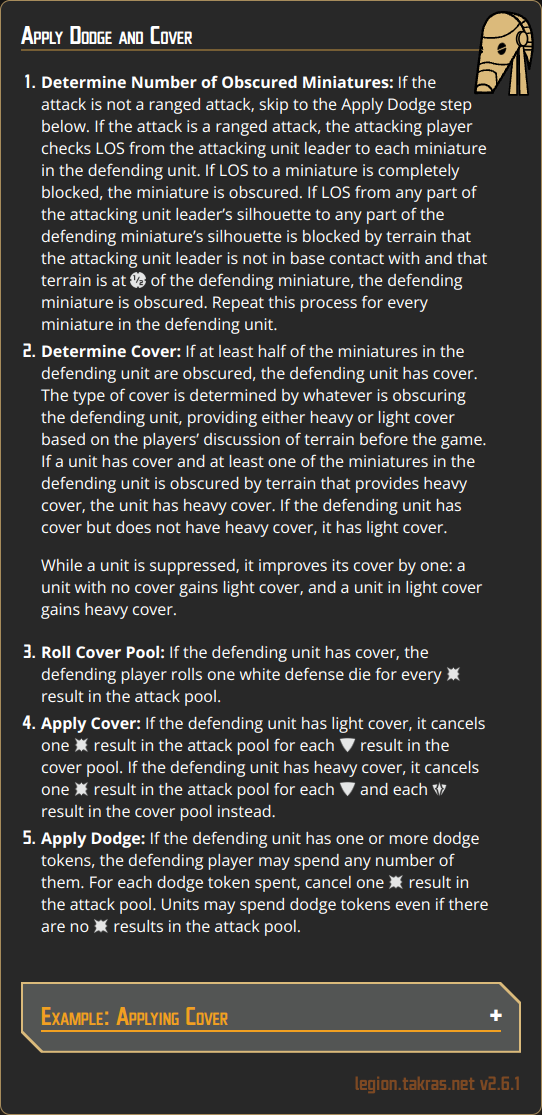 Apply Dodge and Cover
1. Determine Number of Obscured Miniatures: If the
attack is not a ranged attack, skip to the Apply Dodge step
below. If the attack is a ranged attack, the attacking player
checks LOS from the attacking unit leader to each miniature
in the defending unit. If LOS to a miniature is completely
blocked, the miniature is obscured. If LOS from any part of
the attacking unit leader's silhouette to any part of the
defending miniature's silhouette is blocked by terrain that
the attacking unit leader is not in base contact with and that
terrain is at ½ of the defending miniature, the defending
miniature is obscured. Repeat this process for every
miniature in the defending unit.
2. Determine Cover: If at least half of the miniatures in the
defending unit are obscured, the defending unit has cover.
The type of cover is determined by whatever is obscuring
the defending unit, providing either heavy or light cover
based on the players' discussion of terrain before the game.
If a unit has cover and at least one of the miniatures in the
defending unit is obscured by terrain that provides heavy
cover, the unit has heavy cover. If the defending unit has
cover but does not have heavy cover, it has light cover.
While a unit is suppressed, it improves its cover by one: a
unit with no cover gains light cover, and a unit in light cover
gains heavy cover.
3. Roll Cover Pool: If the defending unit has cover, the
defending player rolls one white defense die for every
result in the attack pool.
4. Apply Cover: If the defending unit has light cover, it cancels
one result in the attack pool for each result in the
cover pool. If the defending unit has heavy cover, it cancels
one result in the attack pool for each and each
result in the cover pool instead.
5. Apply Dodge: If the defending unit has one or more dodge
tokens, the defending player may spend any number of
them. For each dodge token spent, cancel one result in
the attack pool. Units may spend dodge tokens even if there
are no results in the attack pool.
Example: Applying Cover +
legion.takras.net v2.6.1